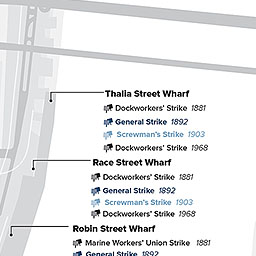 Thalia Street Wharf
Dockworkers' Strike 1881
General Strike 1892
Screwman's Strike 1903
Dockworkers' Strike 1968
Race Street Wharf
Dockworkers' Strike 1881
General Strike 1892
Screwman's Strike 1903
Dockworkers' Strike 1968
Robin Street Wharf
Marine Workers' Union Strike 1881
General Strike 1892